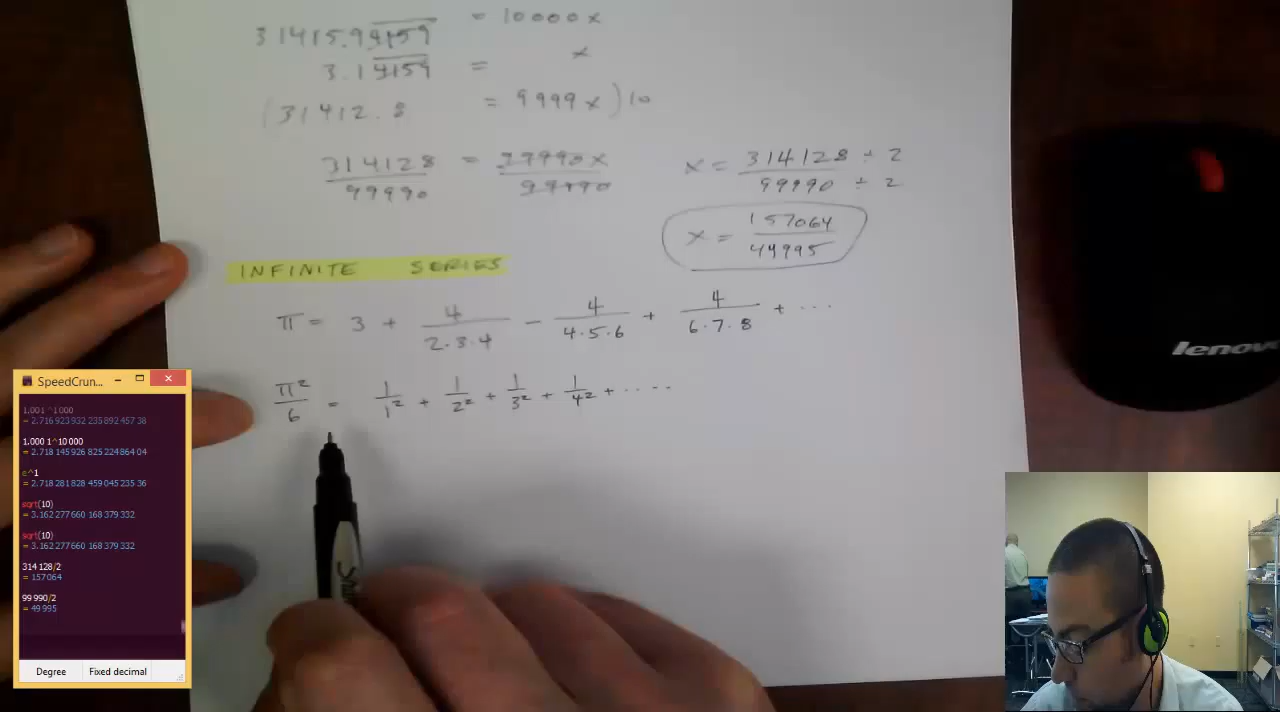 31415.94159 = 10000x
3.14159 = x
(31412.8 = 9999x)10
314128/99990 = 99990x/99990
x = 314128 ÷ 2 / 99990 ÷ 2
x = 157064/49995
INFINITE SERIES
π = 3 + 4/2·3·4 - 4/4·5·6 + 4/6·7·8 + ...
π²/6 = 1/1² + 1/2² + 1/3² + 1/4² + ....
SpeedCrun...
1.001^1000
= 2.716 923 932 235 892 457 38
1.000 1^10 000
= 2.718 145 926 825 224 864 04
e^1
= 2.718 281 828 459 045 235 36
sqrt(10)
= 3.162 277 660 168 379 332
sqrt(10)
= 3.162 277 660 168 379 332
314 128/2
= 157 064
99 990/2
= 49 995
Degree Fixed decimal
lenovo